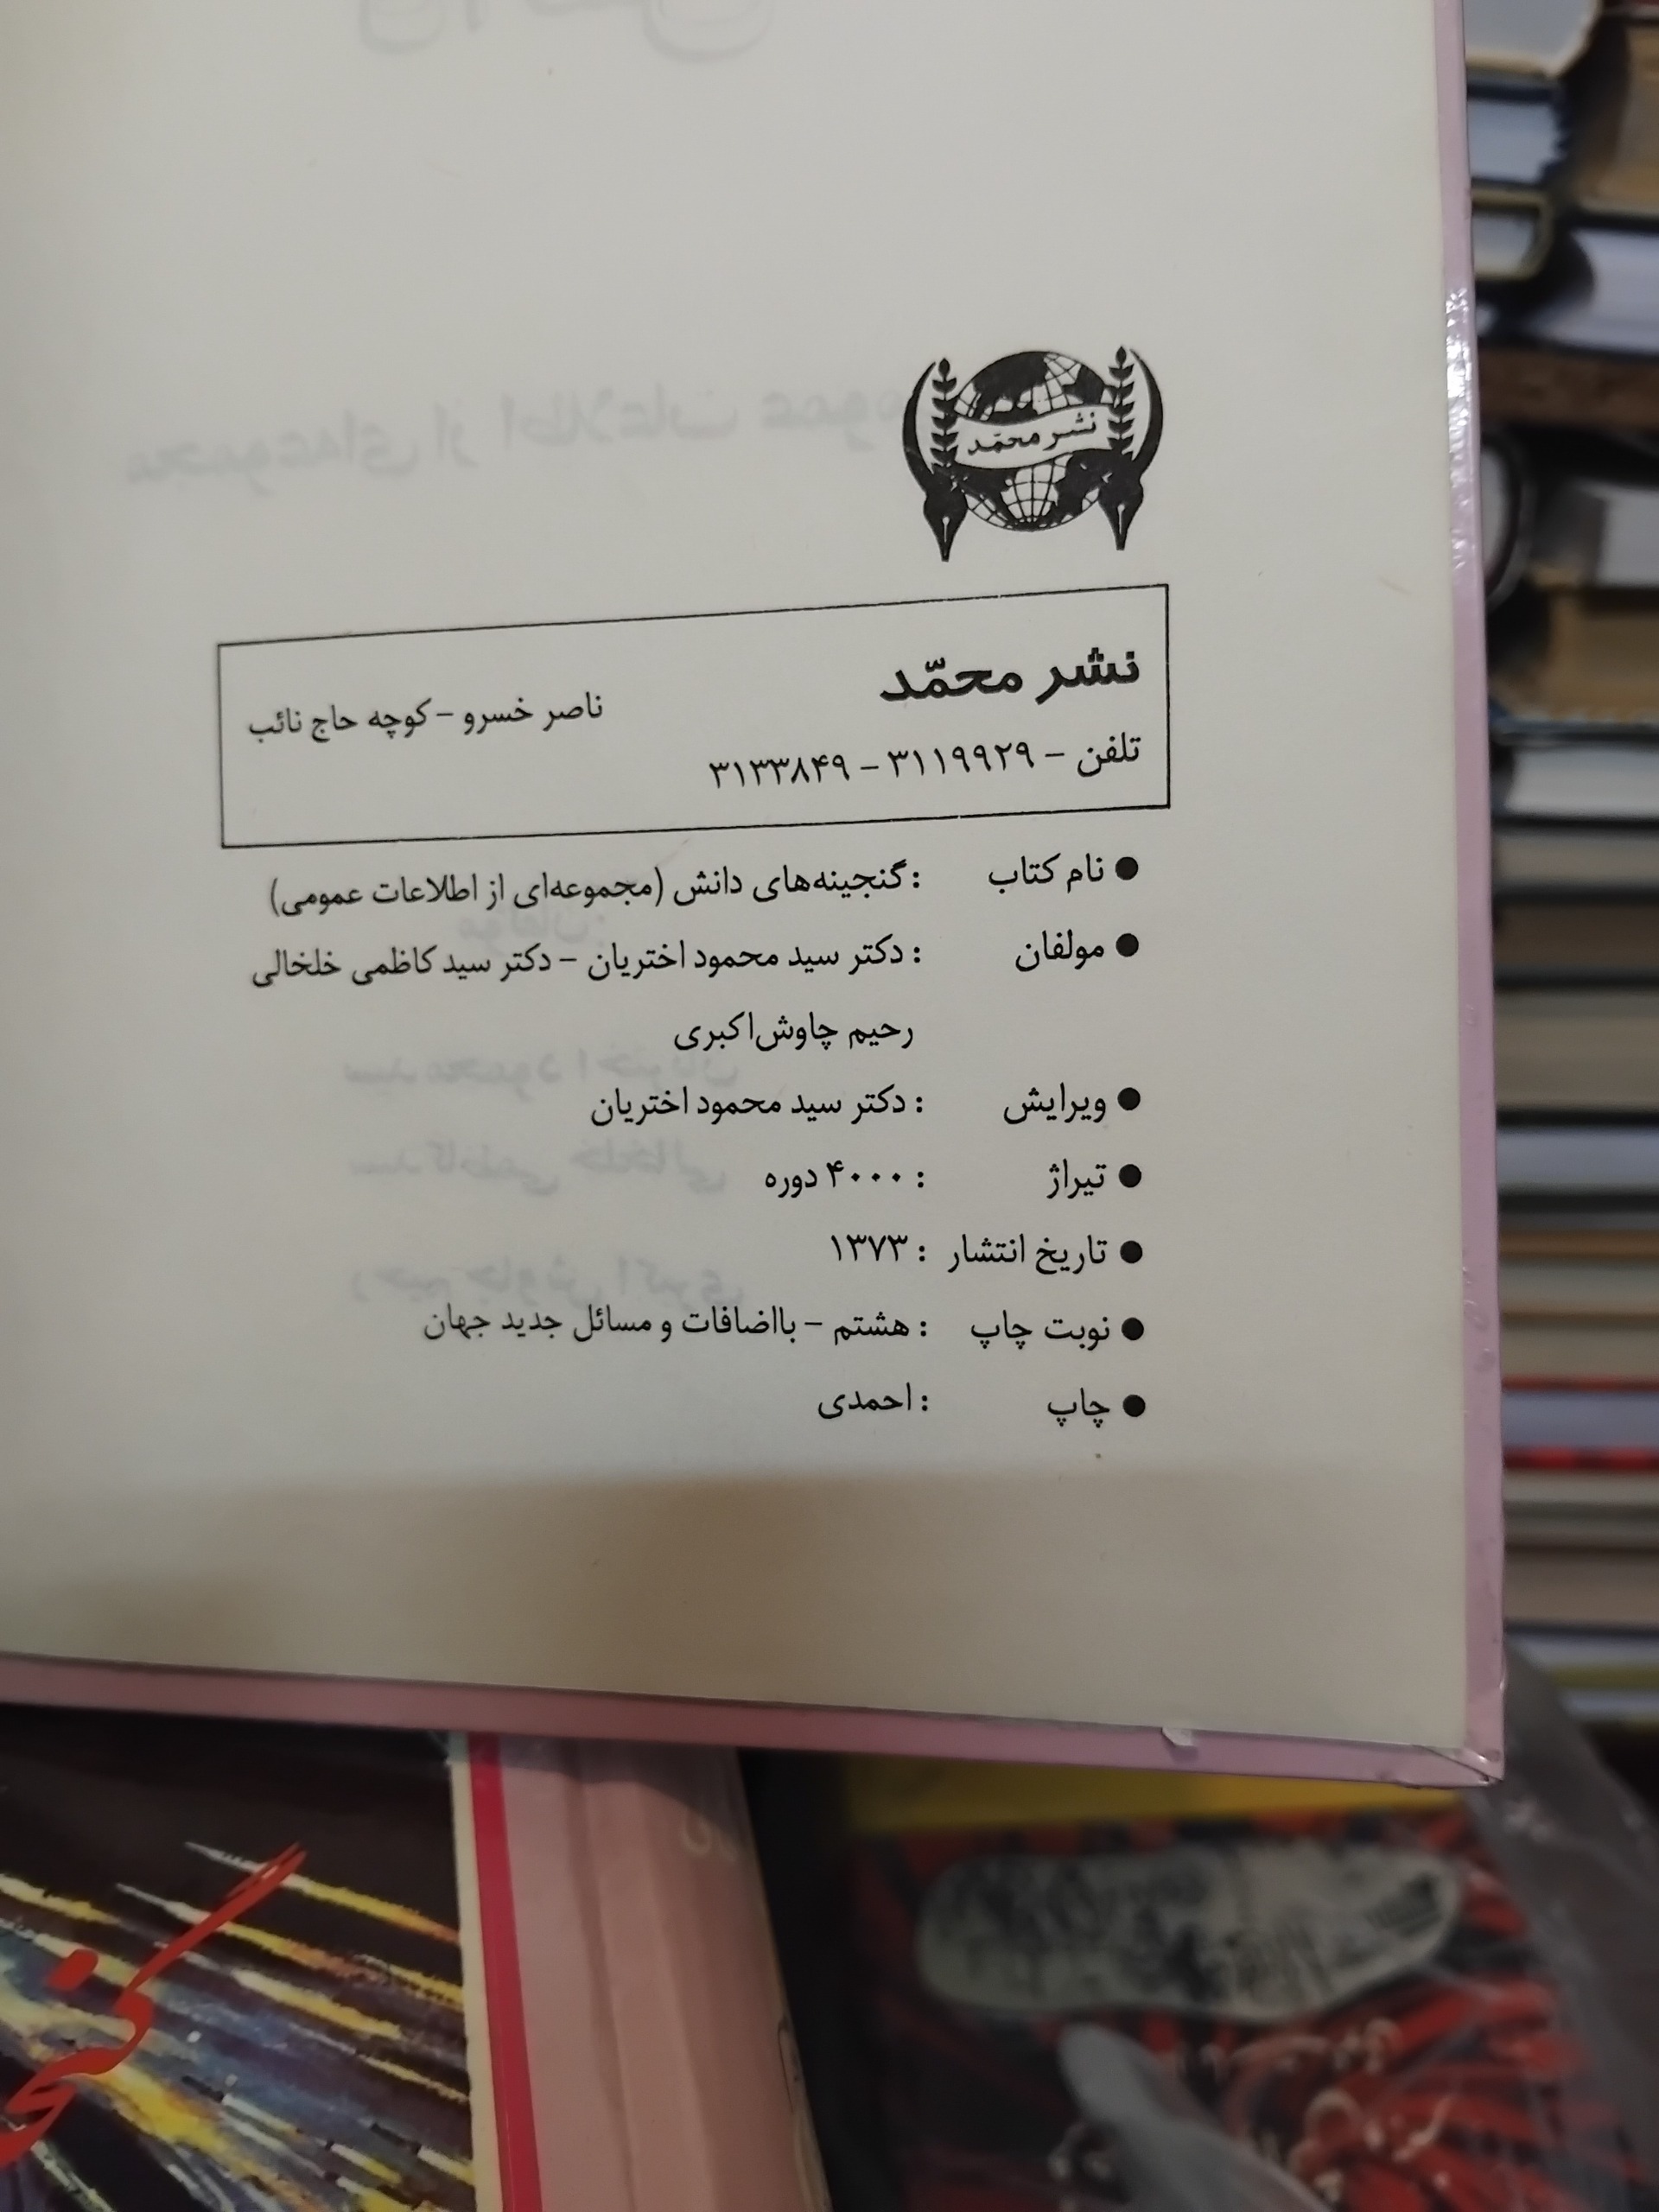 نشر محمّد
نشر محمّد
ناصر خسرو – کوچه حاج نائب
تلفن – ۳۱۱۹۹۲۹ – ۳۱۳۳۸۴۹
● نام کتاب : گنجینه‌های دانش (مجموعه‌ای از اطلاعات عمومی)
● مولفان : دکتر سید محمود اختریان – دکتر سید کاظمی خلخالی
رحیم چاوش‌اکبری
● ویرایش : دکتر سید محمود اختریان
● تیراژ : ۴۰۰۰ دوره
● تاریخ انتشار : ۱۳۷۳
● نوبت چاپ : هشتم – بااضافات و مسائل جدید جهان
● چاپ : احمدی